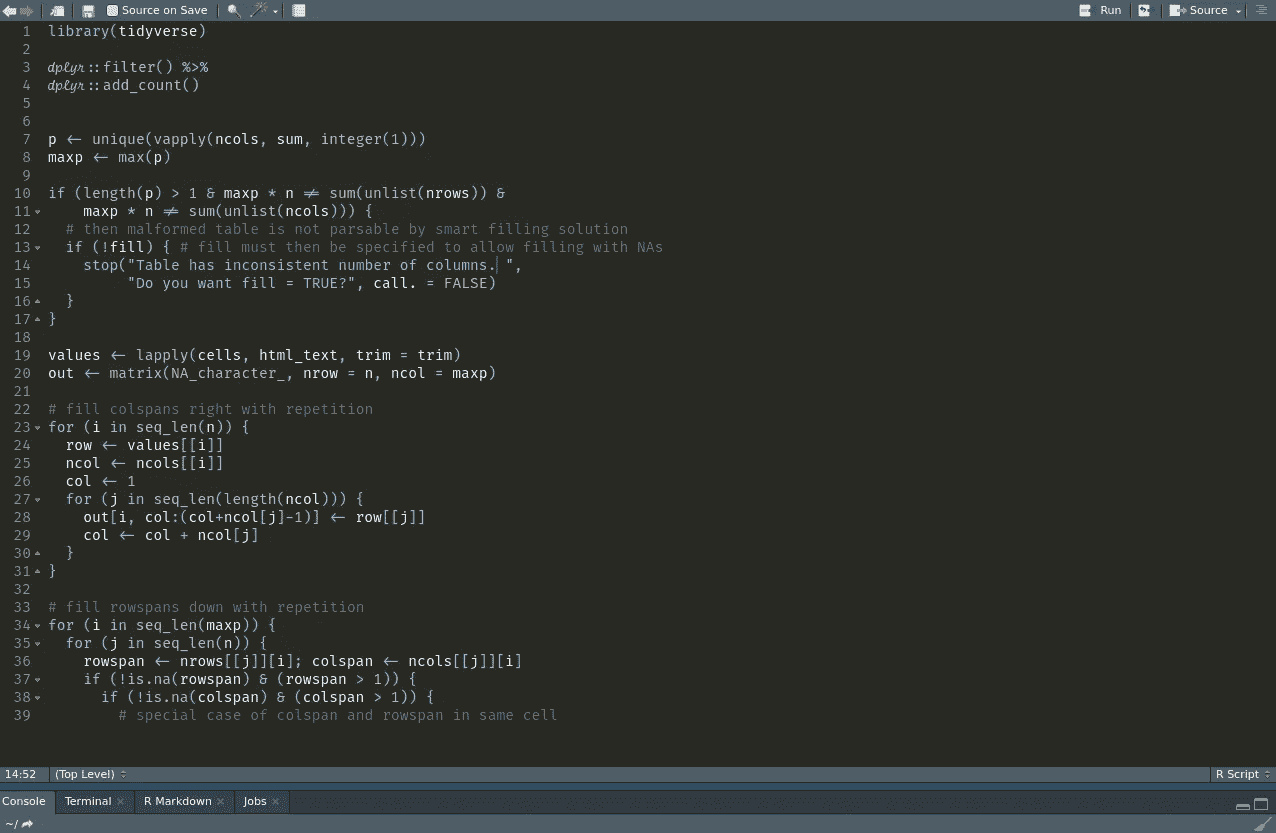 Source on Save Run Source
1 library(tidyverse)
2
3 dplyr::filter() %>%
4 dplyr::add_count()
5
6
7 p <- unique(vapply(ncols, sum, integer(1)))
8 maxp <- max(p)
9
10 if (length(p) > 1 & maxp * n != sum(unlist(nrows)) &
11     maxp * n != sum(unlist(ncols))) {
12   # then malformed table is not parsable by smart filling solution
13   if (!fill) { # fill must then be specified to allow filling with NAs
14     stop("Table has inconsistent number of columns. ",
15          "Do you want fill = TRUE?", call. = FALSE)
16   }
17 }
18
19 values <- lapply(cells, html_text, trim = trim)
20 out <- matrix(NA_character_, nrow = n, ncol = maxp)
21
22 # fill colspans right with repetition
23 for (i in seq_len(n)) {
24   row <- values[[i]]
25   ncol <- ncols[[i]]
26   col <- 1
27   for (j in seq_len(length(ncol))) {
28     out[i, col:(col+ncol[j]-1)] <- row[[j]]
29     col <- col + ncol[j]
30   }
31 }
32
33 # fill rowspans down with repetition
34 for (i in seq_len(maxp)) {
35   for (j in seq_len(n)) {
36     rowspan <- nrows[[j]][i]; colspan <- ncols[[j]][i]
37     if (!is.na(rowspan) & (rowspan > 1)) {
38       if (!is.na(colspan) & (colspan > 1)) {
39         # special case of colspan and rowspan in same cell
14:52 (Top Level) R Script
Console Terminal R Markdown Jobs
~/